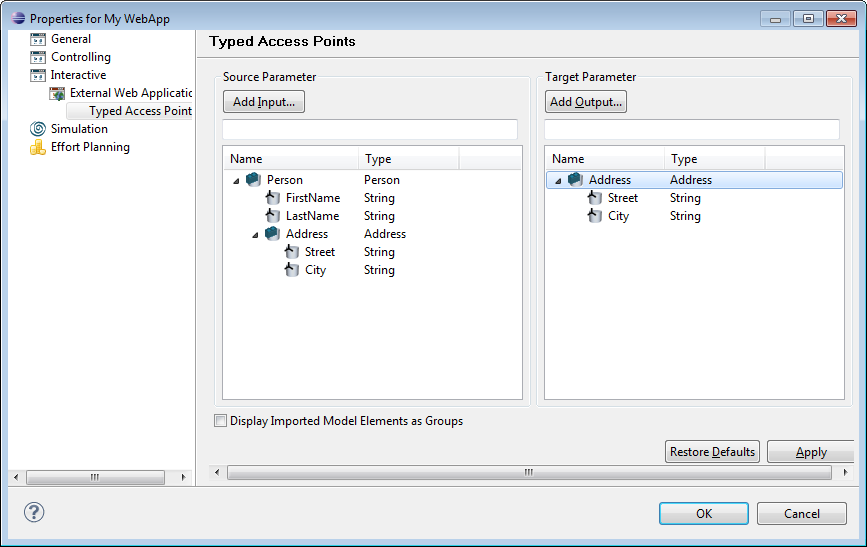 Properties for My WebApp
General
Controlling
Interactive
External Web Applicatic
Typed Access Point
Simulation
Effort Planning
Typed Access Points
Source Parameter
Add Input...
Name Type
Person Person
FirstName String
LastName String
Address Address
Street String
City String
Target Parameter
Add Output...
Name Type
Address Address
Street String
City String
Display Imported Model Elements as Groups
Restore Defaults Apply
OK Cancel